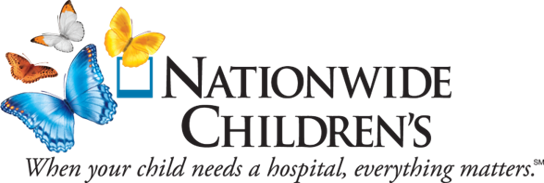 NATIONWIDE
CHILDREN'S
When your child needs a hospital, everything matters.℠